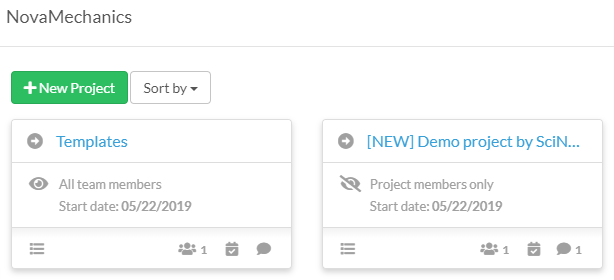 NovaMechanics
New Project Sort by
Templates
All team members
Start date: 05/22/2019
1
[NEW] Demo project by SciN...
Project members only
Start date: 05/22/2019
1 1